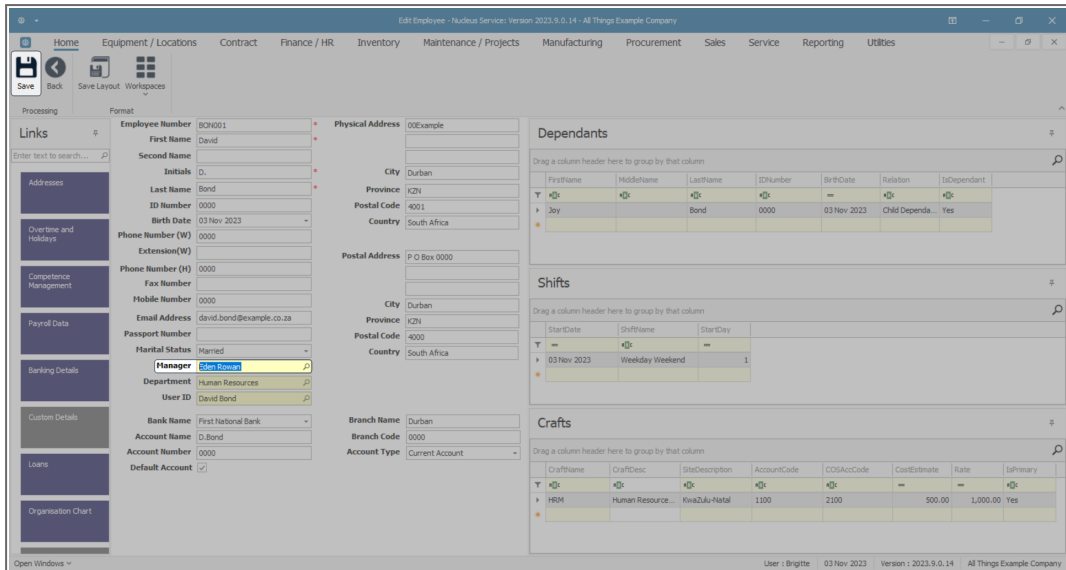 Edit Employee - Nucleus Service: Version 2023.9.0.14 - All Things Example Company
Home Equipment / Locations Contract Finance / HR Inventory Maintenance / Projects Manufacturing Procurement Sales Service Reporting Utilities
Save Back Save Layout Workspaces
Processing Format
Links
Enter text to search...
Addresses
Overtime and Holidays
Competence Management
Payroll Data
Banking Details
Custom Details
Loans
Organisation Chart
Employee Number BON001 *
First Name David *
Second Name
Initials D. *
Last Name Bond *
ID Number 0000
Birth Date 03 Nov 2023
Phone Number (W) 0000
Extension(W)
Phone Number (H) 0000
Fax Number
Mobile Number 0000
Email Address david.bond@example.co.za
Passport Number
Marital Status Married
Manager Eden Rowan
Department Human Resources
User ID David Bond
Bank Name First National Bank
Account Name D.Bond
Account Number 0000
Default Account
Physical Address 00Example
City Durban
Province KZN
Postal Code 4001
Country South Africa
Postal Address P O Box 0000
City Durban
Province KZN
Postal Code 4000
Country South Africa
Branch Name Durban
Branch Code 0000
Account Type Current Account
Dependants
Drag a column header here to group by that column
FirstName MiddleName LastName IDNumber BirthDate Relation IsDependant
Joy Bond 0000 03 Nov 2023 Child Dependa... Yes
Shifts
Drag a column header here to group by that column
StartDate ShiftName StartDay
03 Nov 2023 Weekday Weekend 1
Crafts
Drag a column header here to group by that column
CraftName CraftDesc SiteDescription AccountCode COSAccCode CostEstimate Rate IsPrimary
HRM Human Resource... KwaZulu-Natal 1100 2100 500.00 1,000.00 Yes
Open Windows User : Brigitte 03 Nov 2023 Version : 2023.9.0.14 All Things Example Company